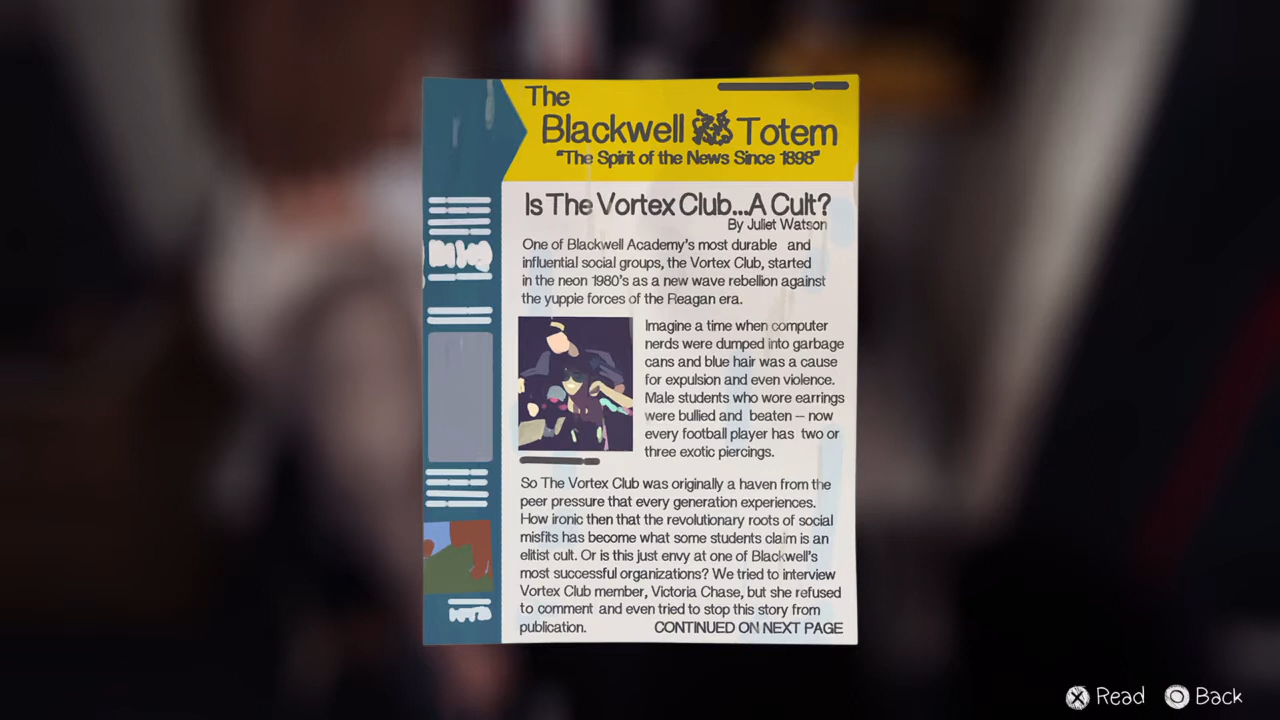 The
Blackwell Totem
"The Spirit of the News Since 1898"
Is The Vortex Club...A Cult?
By Juliet Watson
One of Blackwell Academy's most durable and
influential social groups, the Vortex Club, started
in the neon 1980's as a new wave rebellion against
the yuppie forces of the Reagan era.
Imagine a time when computer
nerds were dumped into garbage
cans and blue hair was a cause
for expulsion and even violence.
Male students who wore earrings
were bullied and beaten – now
every football player has two or
three exotic piercings.
So The Vortex Club was originally a haven from the
peer pressure that every generation experiences.
How ironic then that the revolutionary roots of social
misfits has become what some students claim is an
elitist cult. Or is this just envy at one of Blackwell's
most successful organizations? We tried to interview
Vortex Club member, Victoria Chase, but she refused
to comment and even tried to stop this story from
publication. CONTINUED ON NEXT PAGE
Read Back